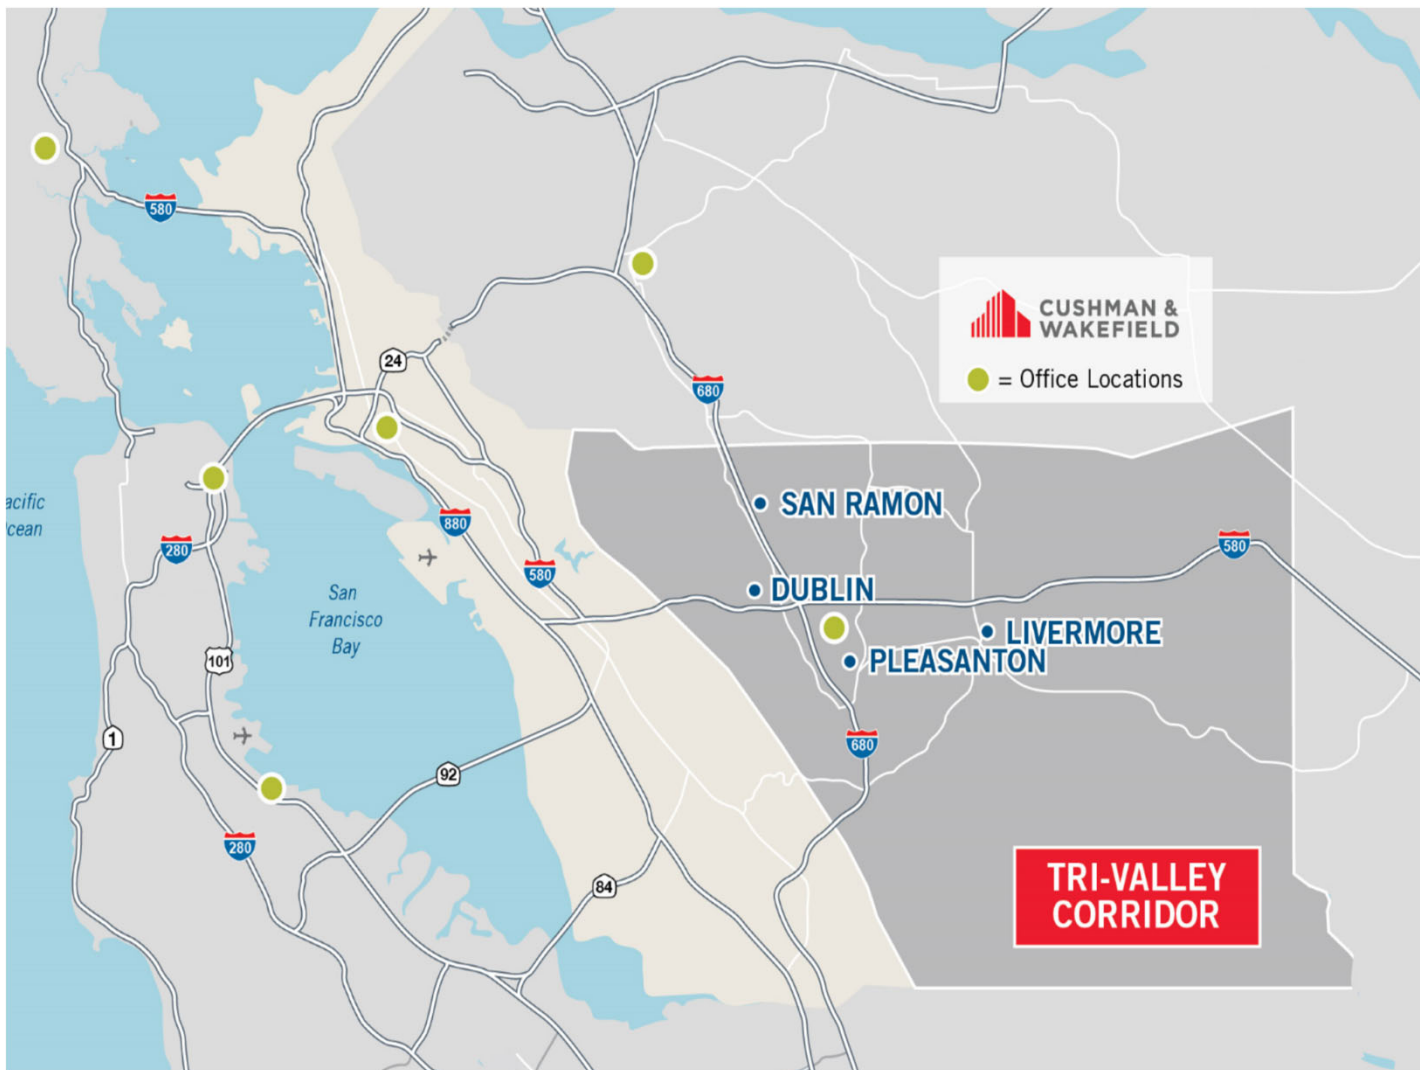 580
CUSHMAN &
WAKEFIELD
= Office Locations
24
680
SAN RAMON
acific
cean
880
280
580
580
San
Francisco
Bay
DUBLIN
LIVERMORE
PLEASANTON
101
1
680
92
280
84
TRI-VALLEY
CORRIDOR